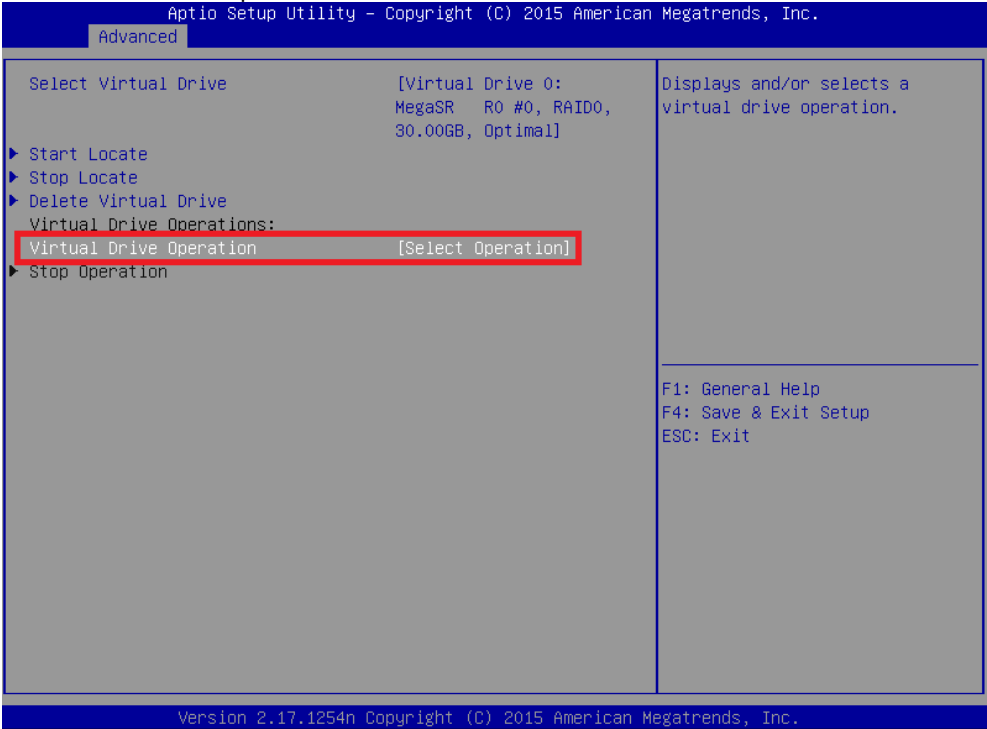 Aptio Setup Utility – Copyright (C) 2015 American Megatrends, Inc.
Advanced
Select Virtual Drive [Virtual Drive 0:
MegaSR R0 #0, RAID0,
30.00GB, Optimal]
Start Locate
Stop Locate
Delete Virtual Drive
Virtual Drive Operations:
Virtual Drive Operation [Select Operation]
Stop Operation
Displays and/or selects a
virtual drive operation.
F1: General Help
F4: Save & Exit Setup
ESC: Exit
Version 2.17.1254n Copyright (C) 2015 American Megatrends, Inc.